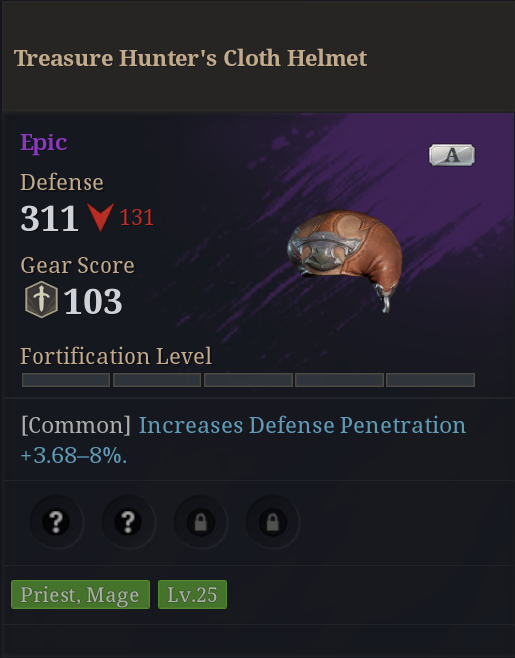 Treasure Hunter's Cloth Helmet
Epic
A
Defense
311 131
Gear Score
103
Fortification Level
[Common] Increases Defense Penetration
+3.68–8%.
? ?
Priest, Mage Lv.25